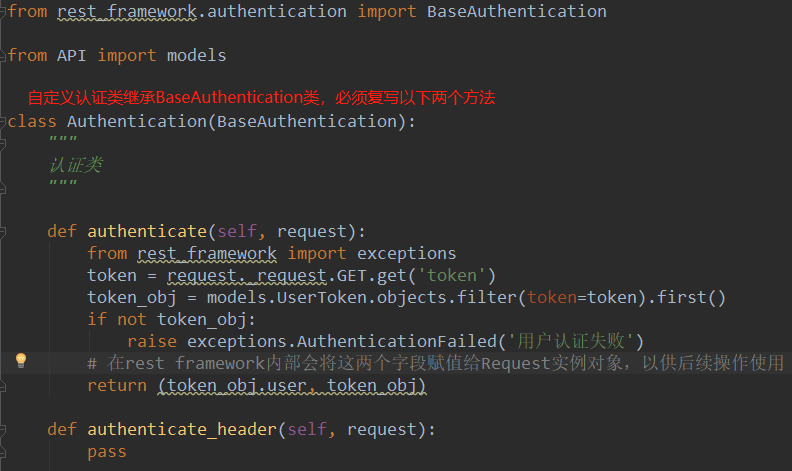 from rest_framework.authentication import BaseAuthentication
from API import models
自定义认证类继承BaseAuthentication类，必须复写以下两个方法
class Authentication(BaseAuthentication):
"""
认证类
"""
def authenticate(self, request):
from rest_framework import exceptions
token = request._request.GET.get('token')
token_obj = models.UserToken.objects.filter(token=token).first()
if not token_obj:
raise exceptions.AuthenticationFailed('用户认证失败')
# 在rest framework内部会将这两个字段赋值给Request实例对象，以供后续操作使用
return (token_obj.user, token_obj)
def authenticate_header(self, request):
pass